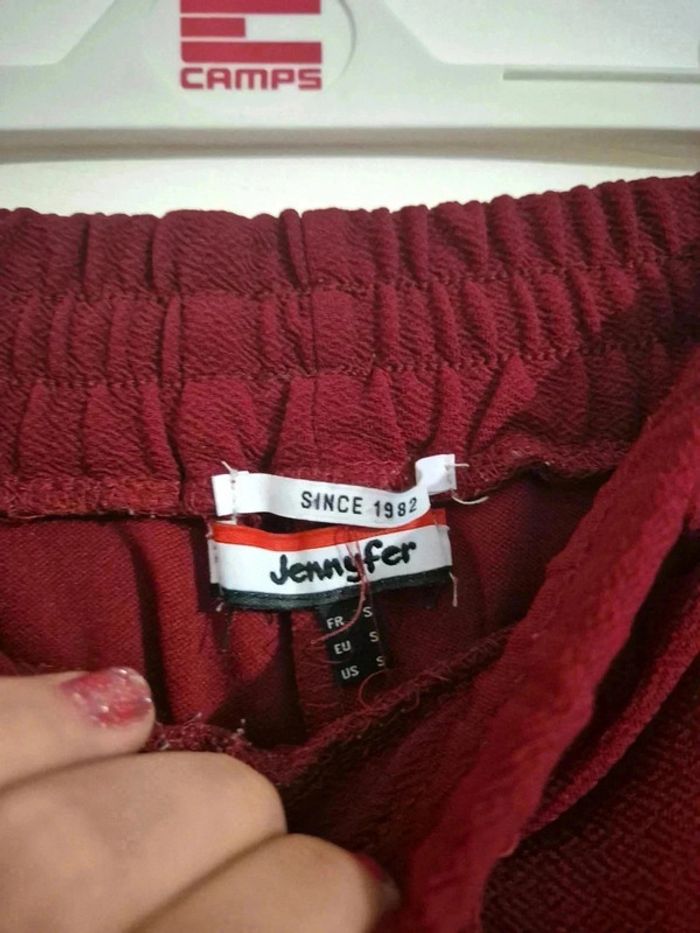 CAMPS
SINCE 1982
Jennyfer
FR S
EU S
US S